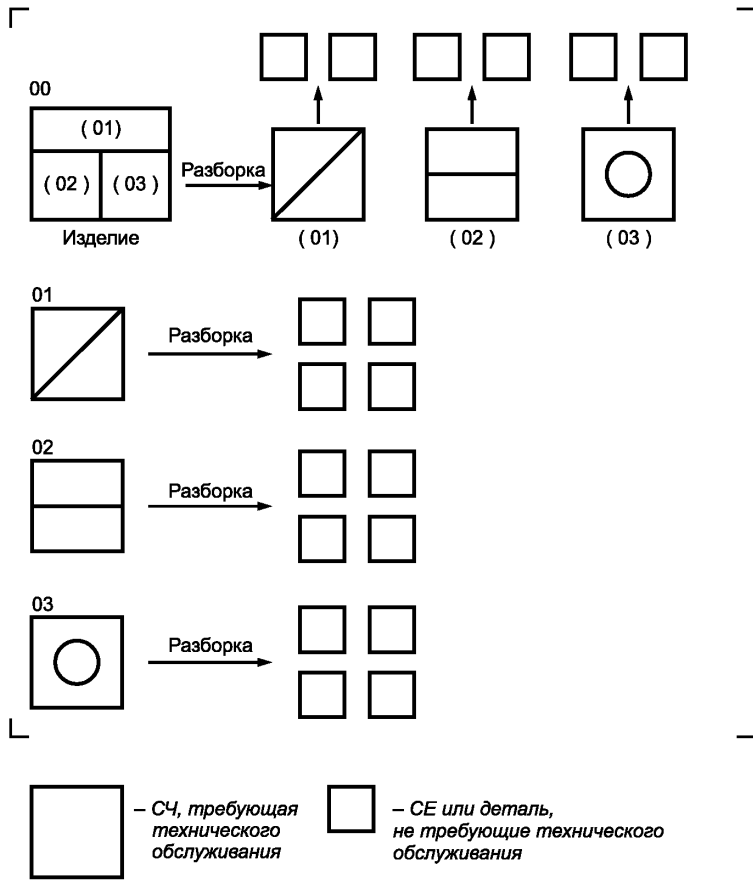 00
( 01)
( 02 ) ( 03 )
Изделие
Разборка
( 01)
( 02 )
( 03 )
01
Разборка
02
Разборка
03
Разборка
– СЧ, требующая
технического
обслуживания
– СЕ или деталь,
не требующие технического
обслуживания